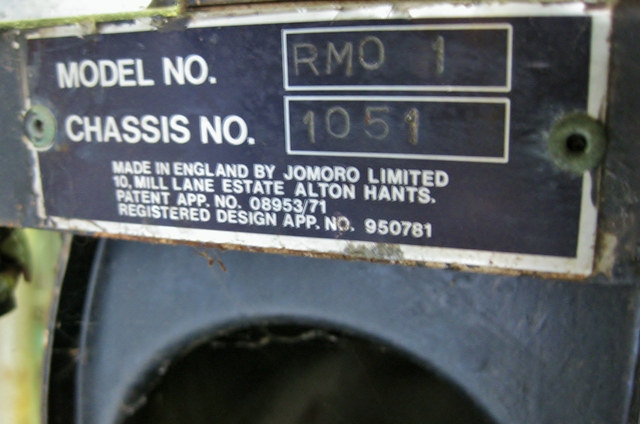 MODEL NO. RMO 1
CHASSIS NO. 1051
MADE IN ENGLAND BY JOMORO LIMITED
10, MILL LANE ESTATE ALTON HANTS.
PATENT APP. NO. 08953/71
REGISTERED DESIGN APP. NO. 950781